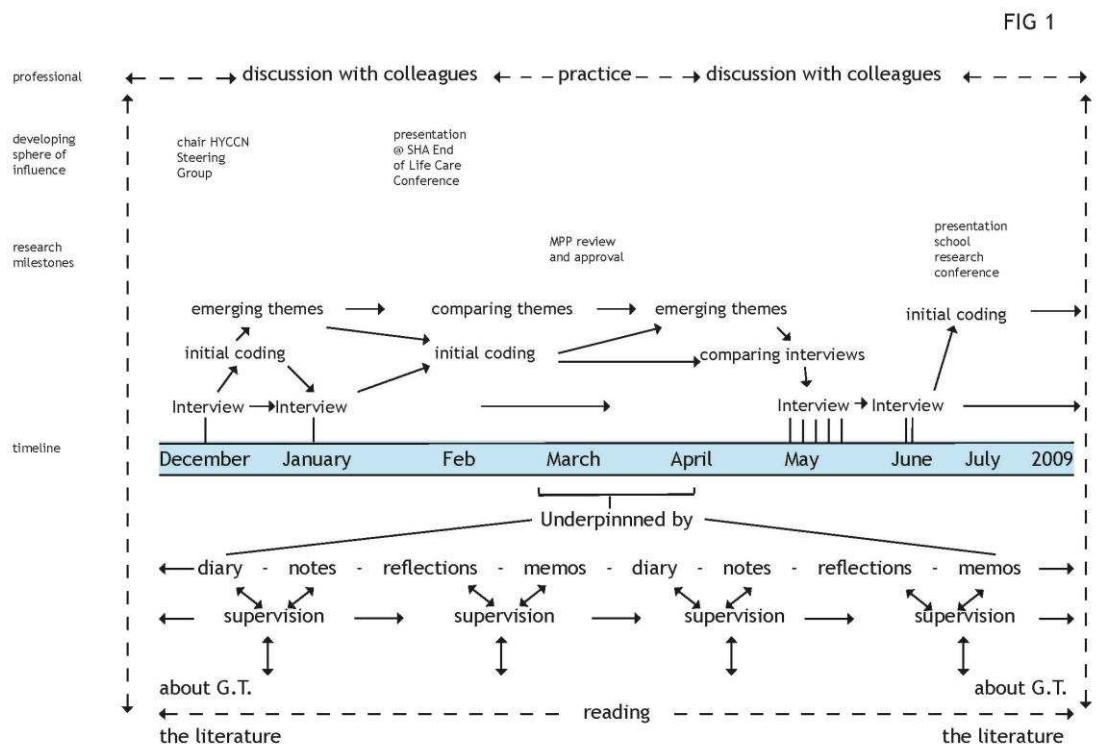 FIG 1
professional discussion with colleagues practice discussion with colleagues
developing
sphere of
influence
chair HYCCN
Steering
Group
presentation
@ SHA End
of Life Care
Conference
research
milestones
MPP review
and approval
presentation
school
research
conference
emerging themes comparing themes emerging themes initial coding
initial coding initial coding comparing interviews
Interview Interview Interview Interview
timeline
December January Feb March April May June July 2009
Underpinnned by
diary - notes - reflections - memos - diary - notes - reflections - memos
supervision supervision supervision supervision
about G.T. about G.T.
reading
the literature the literature